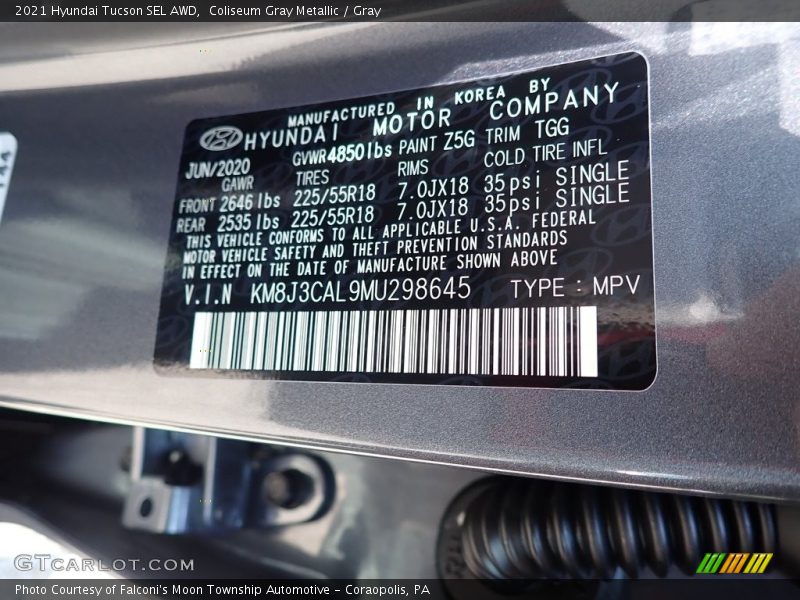 2021 Hyundai Tucson SEL AWD,  Coliseum Gray Metallic / Gray
MANUFACTURED IN KOREA BY
HYUNDAI MOTOR COMPANY
JUN/2020 GVWR 4850 lbs PAINT Z5G TRIM TGG
GAWR TIRES RIMS COLD TIRE INFL
FRONT 2646 lbs 225/55R18 7.0JX18 35psi SINGLE
REAR 2535 lbs 225/55R18 7.0JX18 35psi SINGLE
THIS VEHICLE CONFORMS TO ALL APPLICABLE U.S.A. FEDERAL
MOTOR VEHICLE SAFETY AND THEFT PREVENTION STANDARDS
IN EFFECT ON THE DATE OF MANUFACTURE SHOWN ABOVE
V.I.N KM8J3CAL9MU298645 TYPE : MPV
GTCARLOT.COM
Photo Courtesy of Falconi's Moon Township Automotive - Coraopolis, PA